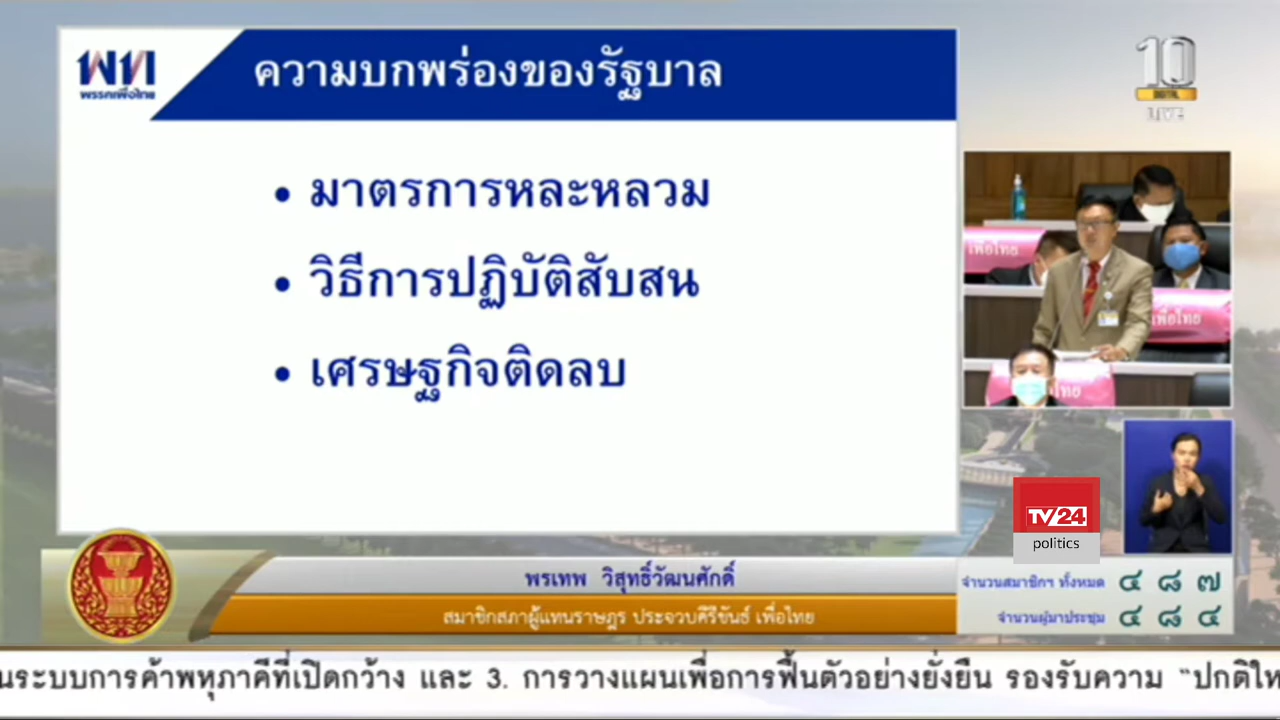 พท
พรรคเพื่อไทย
ความบกพร่องของรัฐบาล
• มาตรการหละหลวม
• วิธีการปฏิบัติสับสน
• เศรษฐกิจติดลบ
10
DIGITAL
LIVE
เพื่อไทย
เพื่อไทย
ไทย
TV/24
politics
พรเทพ วิสุทธิ์วัฒนศักดิ์
สมาชิกสภาผู้แทนราษฎร ประจวบคีรีขันธ์ เพื่อไทย
จำนวนสมาชิกฯ ทั้งหมด ๔ ๘ ๗
จำนวนผู้มาประชุม ๔ ๘ ๔
นระบบการค้าพหุภาคีที่เปิดกว้าง และ 3. การวางแผนเพื่อการฟื้นตัวอย่างยั่งยืน รองรับความ “ปกติให